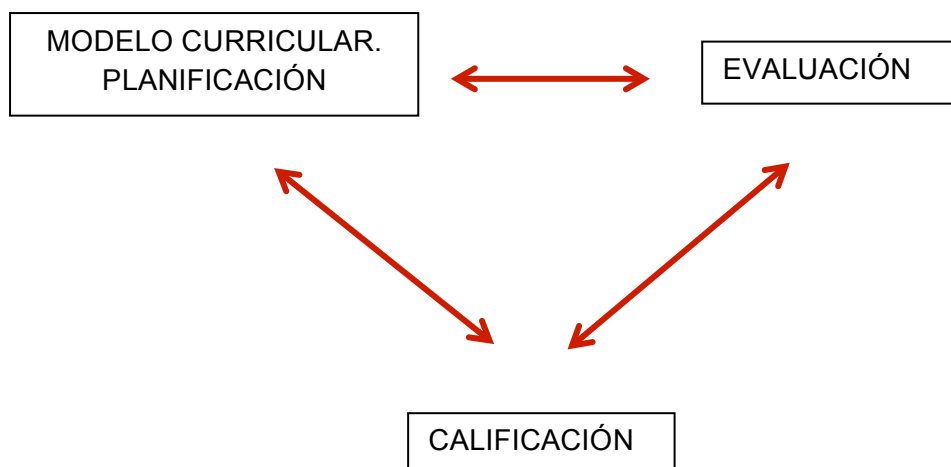 MODELO CURRICULAR.
PLANIFICACIÓN
EVALUACIÓN
CALIFICACIÓN